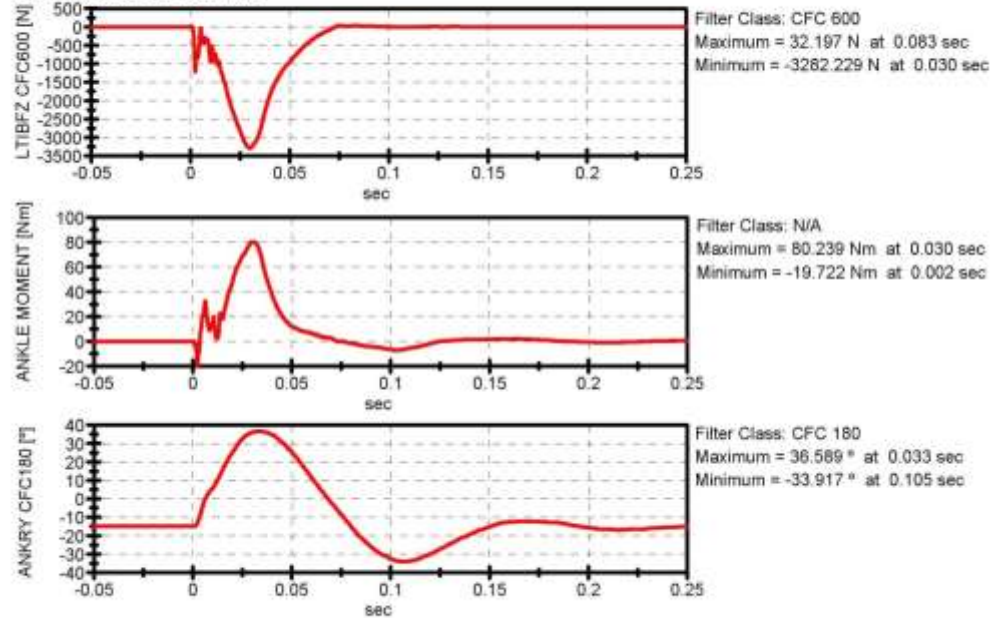 LTIBFZ CFC600 [N]
500
0
-500
-1000
-1500
-2000
-2500
-3000
-3500
-0.05 0 0.05 0.1 0.15 0.2 0.25
sec
Filter Class: CFC 600
Maximum = 32.197 N at 0.083 sec
Minimum = -3282.229 N at 0.030 sec
ANKLE MOMENT [Nm]
100
80
60
40
20
0
-20
-0.05 0 0.05 0.1 0.15 0.2 0.25
sec
Filter Class: N/A
Maximum = 80.239 Nm at 0.030 sec
Minimum = -19.722 Nm at 0.002 sec
ANKRY CFC180 [º]
40
30
20
10
0
-10
-20
-30
-40
-0.05 0 0.05 0.1 0.15 0.2 0.25
sec
Filter Class: CFC 180
Maximum = 36.589 º at 0.033 sec
Minimum = -33.917 º at 0.105 sec